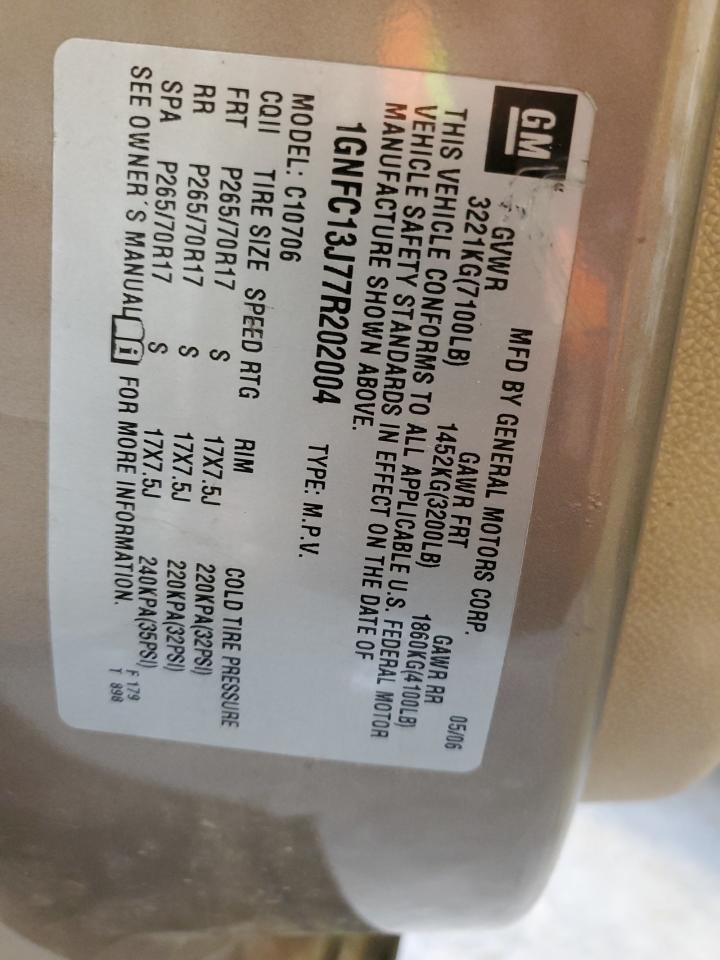 GM
MFD BY GENERAL MOTORS CORP. 05/06
GVWR GAWR FRT GAWR RR
3221KG(7100LB) 1452KG(3200LB) 1860KG(4100LB)
THIS VEHICLE CONFORMS TO ALL APPLICABLE U.S. FEDERAL MOTOR
VEHICLE SAFETY STANDARDS IN EFFECT ON THE DATE OF
MANUFACTURE SHOWN ABOVE.
1GNFC13J77R202004 TYPE: M.P.V.
MODEL: C10706
CQII TIRE SIZE SPEED RTG RIM COLD TIRE PRESSURE
FRT P265/70R17 S 17X7.5J 220KPA(32PSI)
RR P265/70R17 S 17X7.5J 220KPA(32PSI)
SPA P265/70R17 S 17X7.5J 240KPA(35PSI)
SEE OWNER'S MANUAL FOR MORE INFORMATION.
F 179
T 898